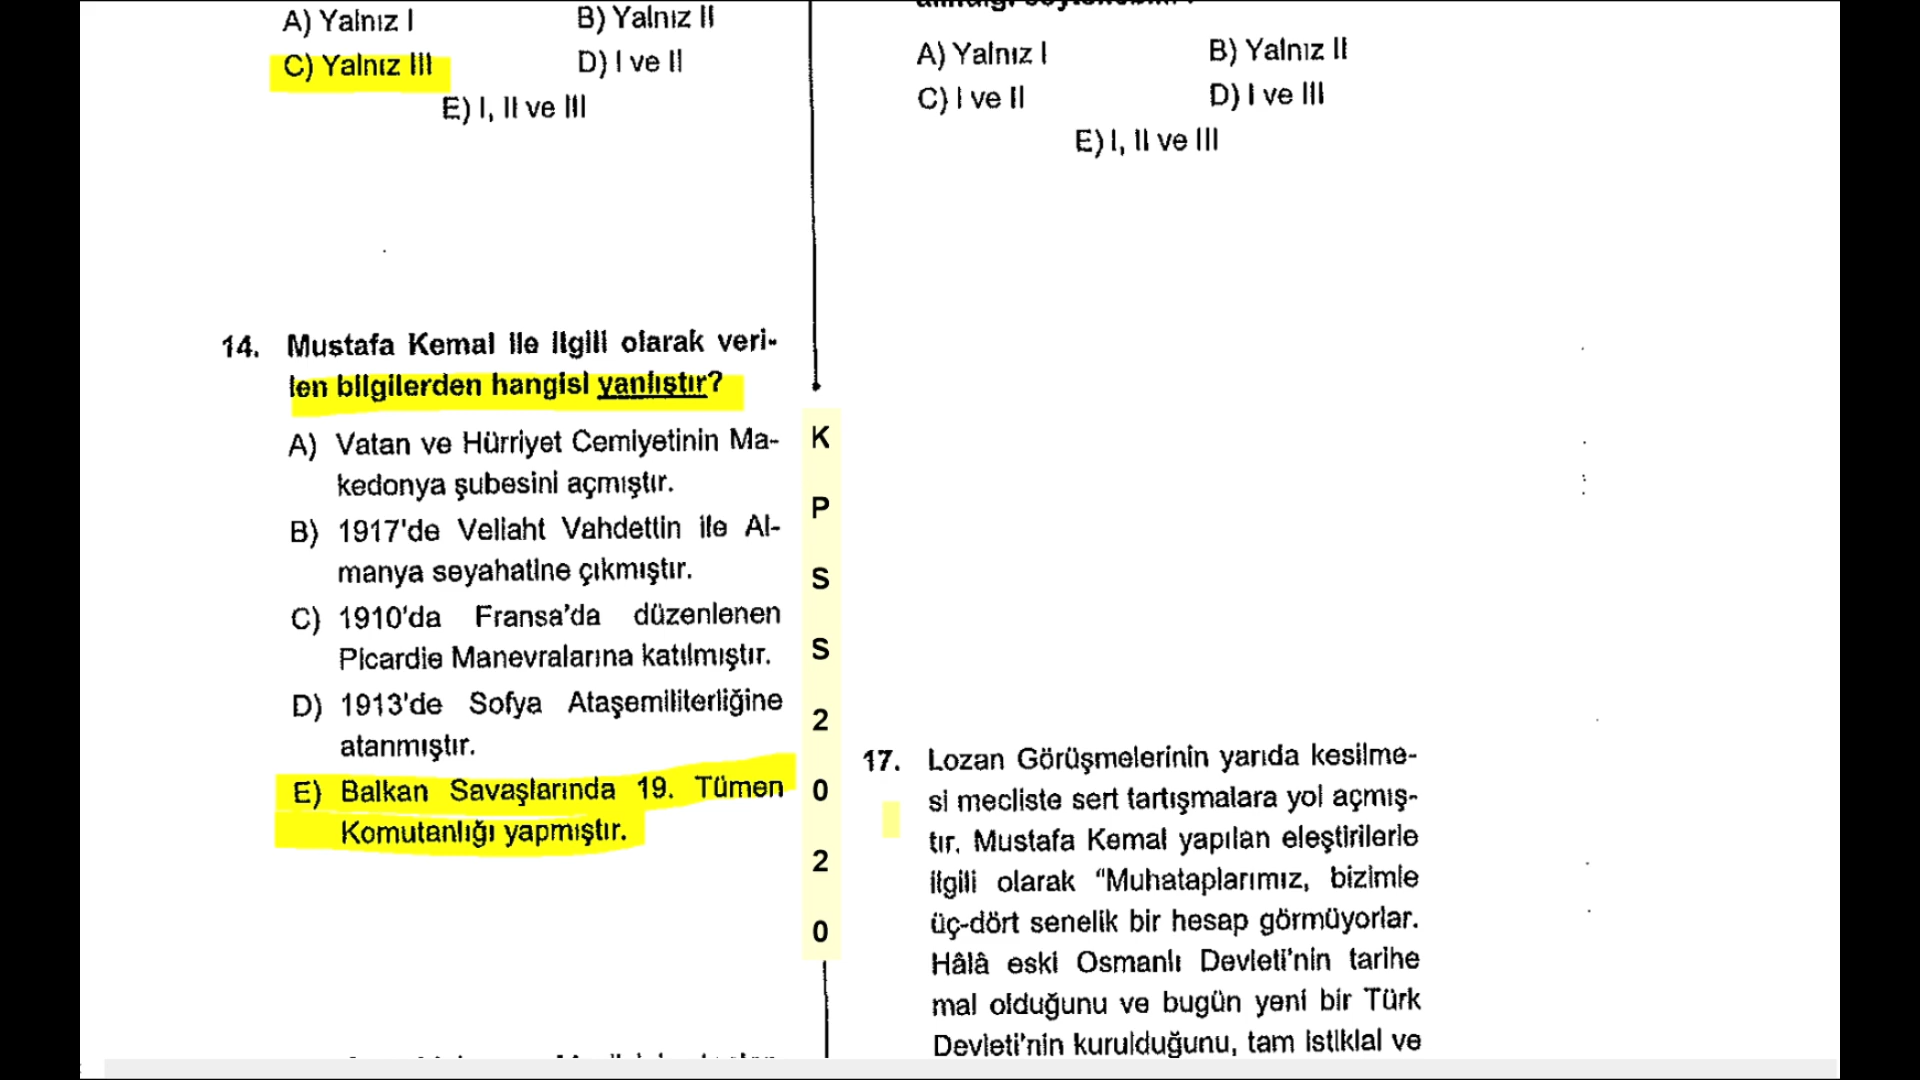 A) Yalnız I
B) Yalnız II
C) Yalnız III
D) I ve II
E) I, II ve III
14. Mustafa Kemal ile ilgili olarak veri-
len bilgilerden hangisi yanlıştır?
A) Vatan ve Hürriyet Cemiyetinin Ma-
kedonya şubesini açmıştır.
B) 1917'de Veliaht Vahdettin ile Al-
manya seyahatine çıkmıştır.
C) 1910'da Fransa'da düzenlenen
Picardie Manevralarına katılmıştır.
D) 1913'de Sofya Ataşemiliterliğine
atanmıştır.
E) Balkan Savaşlarında 19. Tümen
Komutanlığı yapmıştır.
K
P
S
S
2
0
2
0
A) Yalnız I
B) Yalnız II
C) I ve II
D) I ve III
E) I, II ve III
17. Lozan Görüşmelerinin yarıda kesilme-
si mecliste sert tartışmalara yol açmış-
tır. Mustafa Kemal yapılan eleştirilerle
ilgili olarak "Muhataplarımız, bizimle
üç-dört senelik bir hesap görmüyorlar.
Hâlâ eski Osmanlı Devleti'nin tarihe
mal olduğunu ve bugün yeni bir Türk
Devleti'nin kurulduğunu, tam istiklal ve